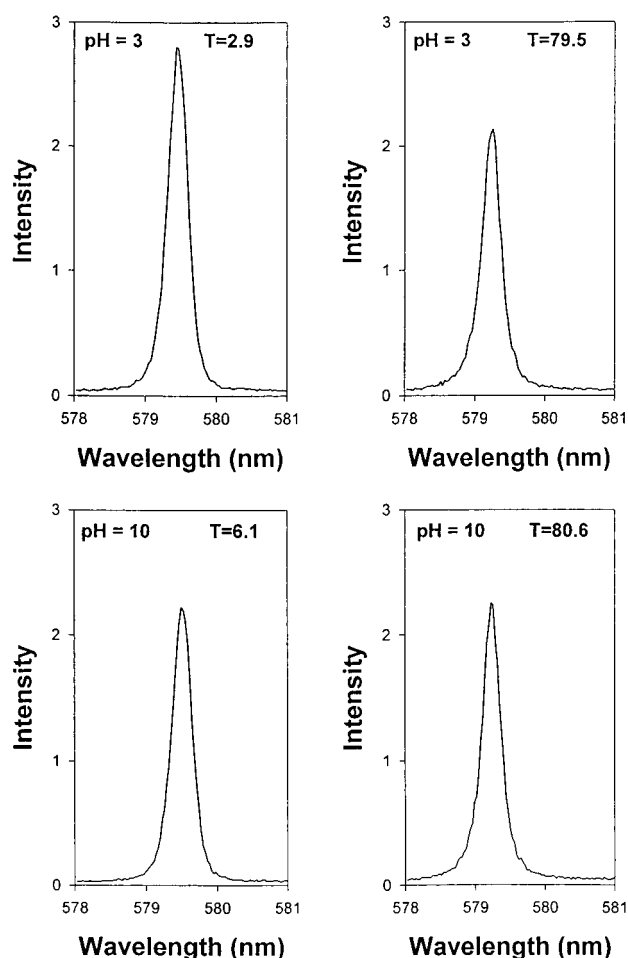 3
pH = 3 T=2.9
2
Intensity
1
0
578 579 580 581
Wavelength (nm)
3
pH = 3 T=79.5
2
Intensity
1
0
578 579 580 581
Wavelength (nm)
3
pH = 10 T=6.1
2
Intensity
1
0
578 579 580 581
Wavelength (nm)
3
pH = 10 T=80.6
2
Intensity
1
0
578 579 580 581
Wavelength (nm)